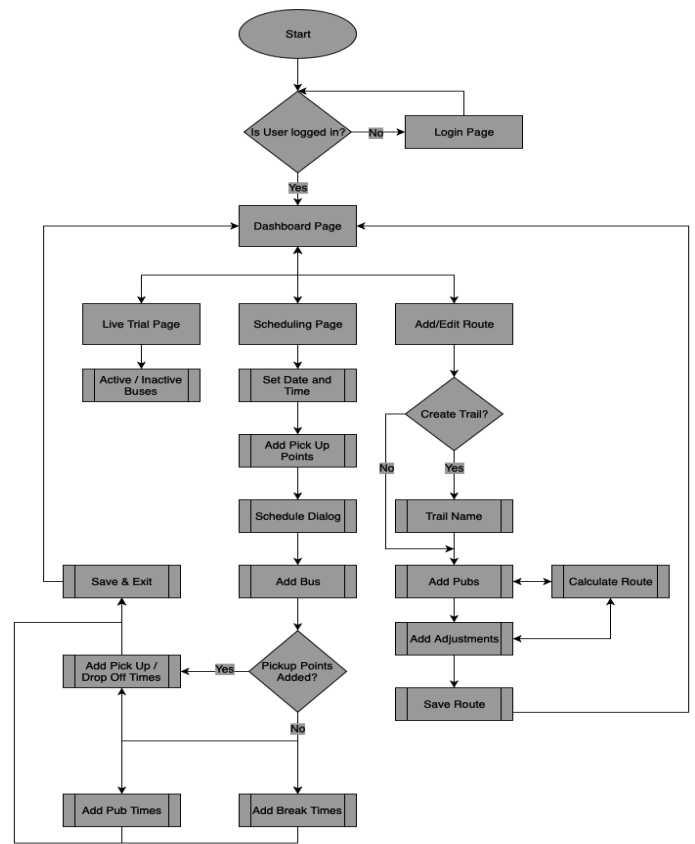 Start
Is User logged in?
No
Login Page
Yes
Dashboard Page
Live Trial Page
Scheduling Page
Add/Edit Route
Active / Inactive
Buses
Set Date and
Time
Create Trail?
Add Pick Up
Points
No
Yes
Schedule Dialog
Trail Name
Save & Exit
Add Bus
Add Pubs
Calculate Route
Add Adjustments
Add Pick Up /
Drop Off Times
Yes
Pickup Points
Added?
Save Route
No
Add Pub Times
Add Break Times